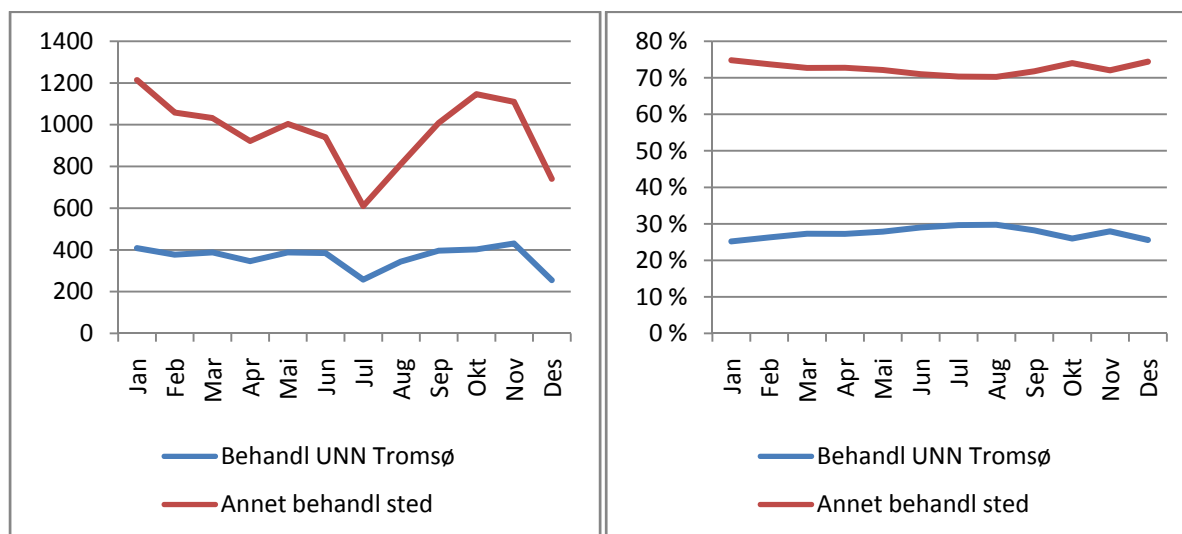 1400
1200
1000
800
600
400
200
0
Jan Feb Mar Apr Mai Jun Jul Aug Sep Okt Nov Des
Behandl UNN Tromsø
Annet behandl sted
80 %
70 %
60 %
50 %
40 %
30 %
20 %
10 %
0 %
Jan Feb Mar Apr Mai Jun Jul Aug Sep Okt Nov Des
Behandl UNN Tromsø
Annet behandl sted